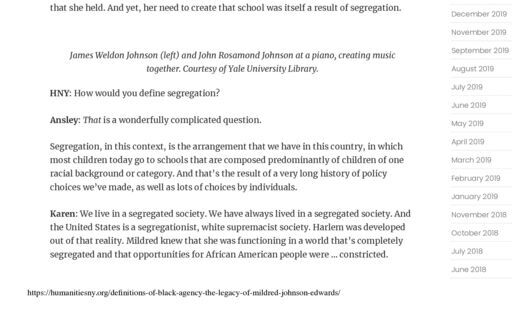 that she held. And yet, her need to create that school was itself a result of segregation.
James Weldon Johnson (left) and John Rosamond Johnson at a piano, creating music
together. Courtesy of Yale University Library.
HNY: How would you define segregation?
Ansley: That is a wonderfully complicated question.
Segregation, in this context, is the arrangement that we have in this country, in which
most children today go to schools that are composed predominantly of children of one
racial background or category. And that's the result of a very long history of policy
choices we've made, as well as lots of choices by individuals.
Karen: We live in a segregated society. We have always lived in a segregated society. And
the United States is a segregationist, white supremacist society. Harlem was developed
out of that reality. Mildred knew that she was functioning in a world that's completely
segregated and that opportunities for African American people were ... constricted.
December 2019
November 2019
September 2019
August 2019
July 2019
June 2019
May 2019
April 2019
March 2019
February 2019
January 2019
November 2018
October 2018
July 2018
June 2018
https://humanitiesny.org/definitions-of-black-agency-the-legacy-of-mildred-johnson-edwards/